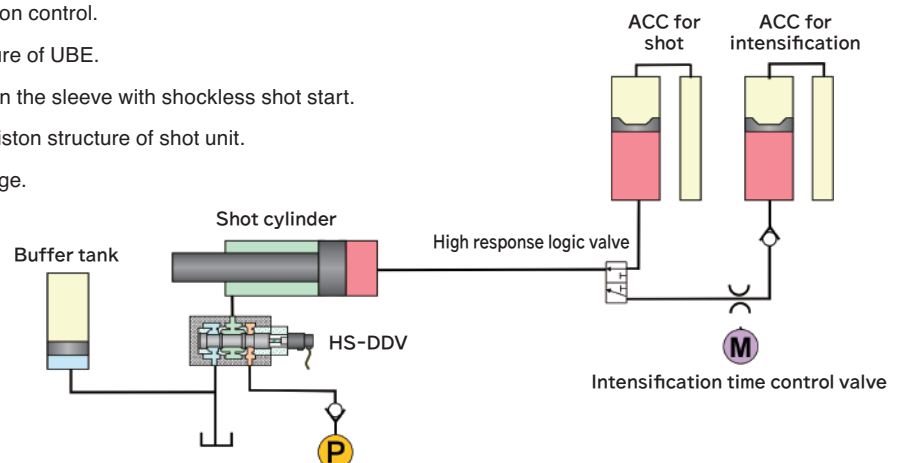 on control.
ure of UBE.
n the sleeve with shockless shot start.
iston structure of shot unit.
ge.
ACC for
shot
ACC for
intensification
Shot cylinder
Buffer tank
High response logic valve
HS-DDV
M
Intensification time control valve
P